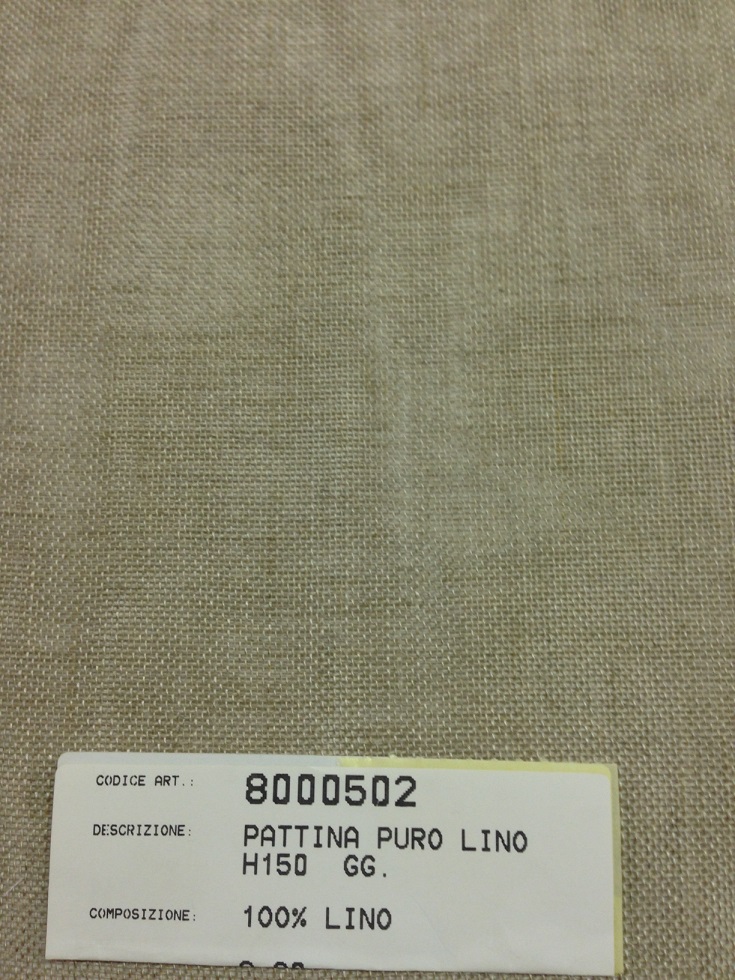 CODICE ART.: 8000502
DESCRIZIONE: PATTINA PURO LINO
H150 GG.
COMPOSIZIONE: 100% LINO